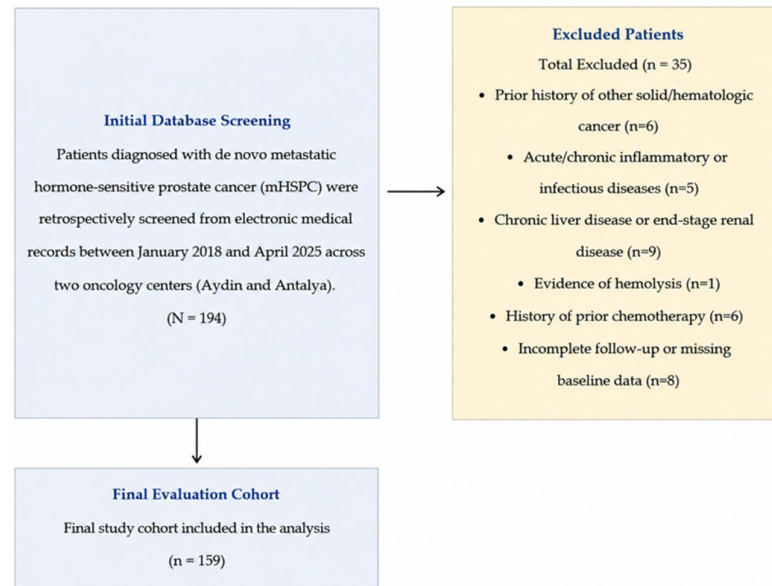 Initial Database Screening
Patients diagnosed with de novo metastatic
hormone-sensitive prostate cancer (mHSPC) were
retrospectively screened from electronic medical
records between January 2018 and April 2025 across
two oncology centers (Aydin and Antalya).
(N = 194)
Excluded Patients
Total Excluded (n = 35)
• Prior history of other solid/hematologic
cancer (n=6)
• Acute/chronic inflammatory or
infectious diseases (n=5)
• Chronic liver disease or end-stage renal
disease (n=9)
• Evidence of hemolysis (n=1)
• History of prior chemotherapy (n=6)
• Incomplete follow-up or missing
baseline data (n=8)
Final Evaluation Cohort
Final study cohort included in the analysis
(n = 159)